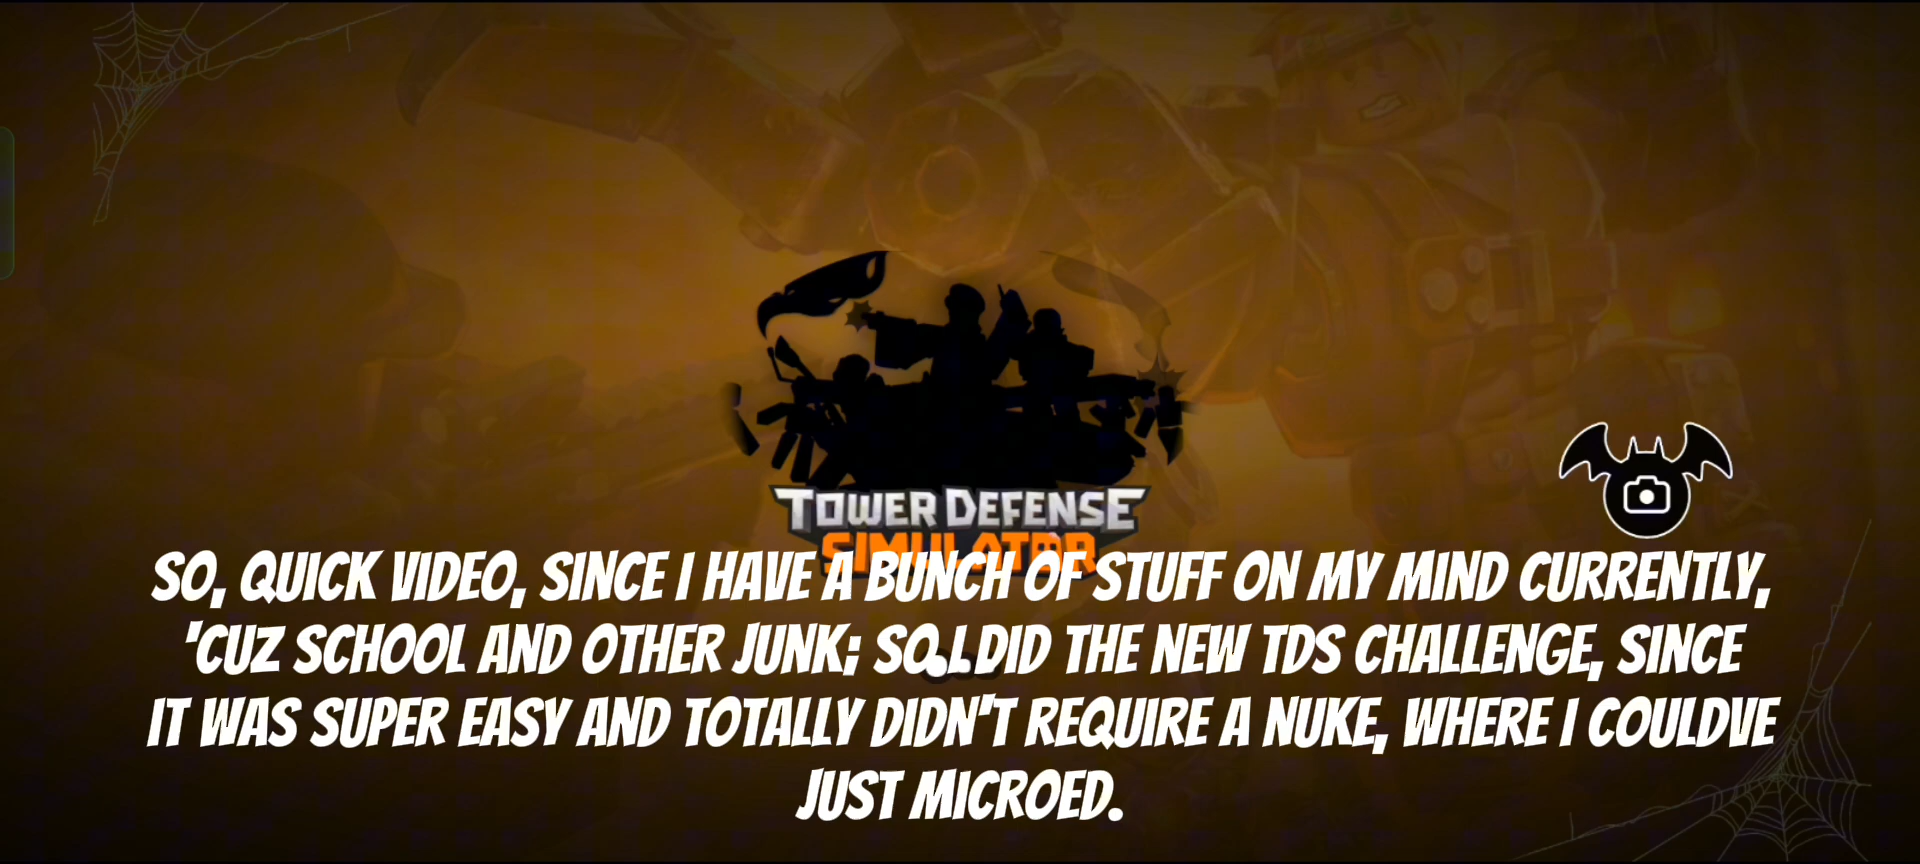 TOWER DEFENSE
SIMULATOR
SO, QUICK VIDEO, SINCE I HAVE A BUNCH OF STUFF ON MY MIND CURRENTLY,
'CUZ SCHOOL AND OTHER JUNK; SO I DID THE NEW TDS CHALLENGE, SINCE
IT WAS SUPER EASY AND TOTALLY DIDN'T REQUIRE A NUKE, WHERE I COULDVE
JUST MICROED.